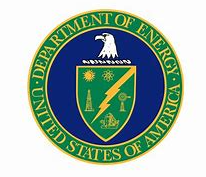 DEPARTMENT OF ENERGY
UNITED STATES OF AMERICA